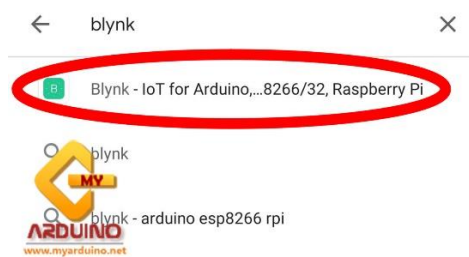 blynk
B
Blynk - IoT for Arduino,...8266/32, Raspberry Pi
blynk
MY
blynk - arduino esp8266 rpi
ARDUINO
www.myarduino.net